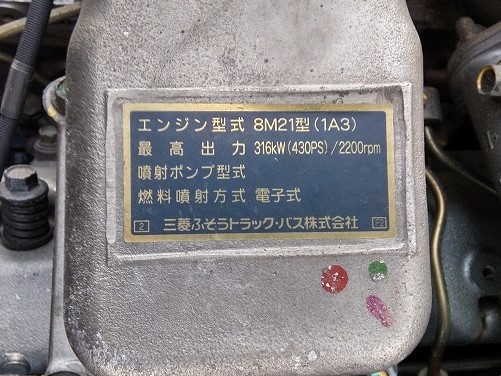 エンジン型式 8M21型(1A3)
最高出力 316kW(430PS)/2200rpm
噴射ポンプ型式
燃料噴射方式 電子式
2 三菱ふそうトラック・バス株式会社